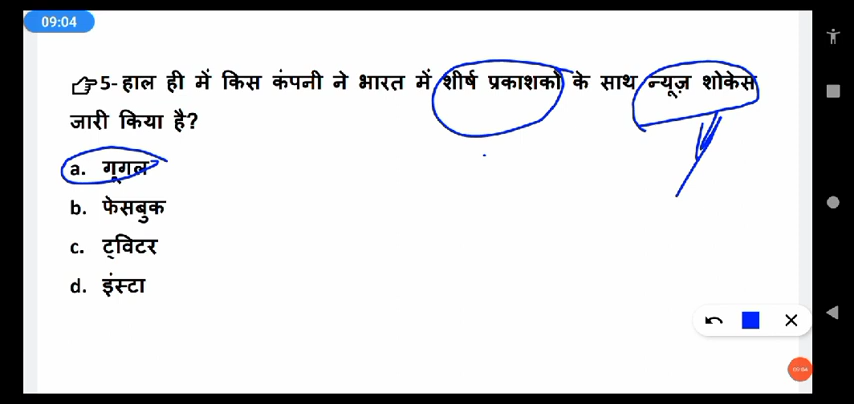 09:04
5- हाल ही में किस कंपनी ने भारत में शीर्ष प्रकाशकों के साथ न्यूज़ शोकेस
जारी किया है?
a. गूगल
b. फेसबुक
c. ट्विटर
d. इंस्टा